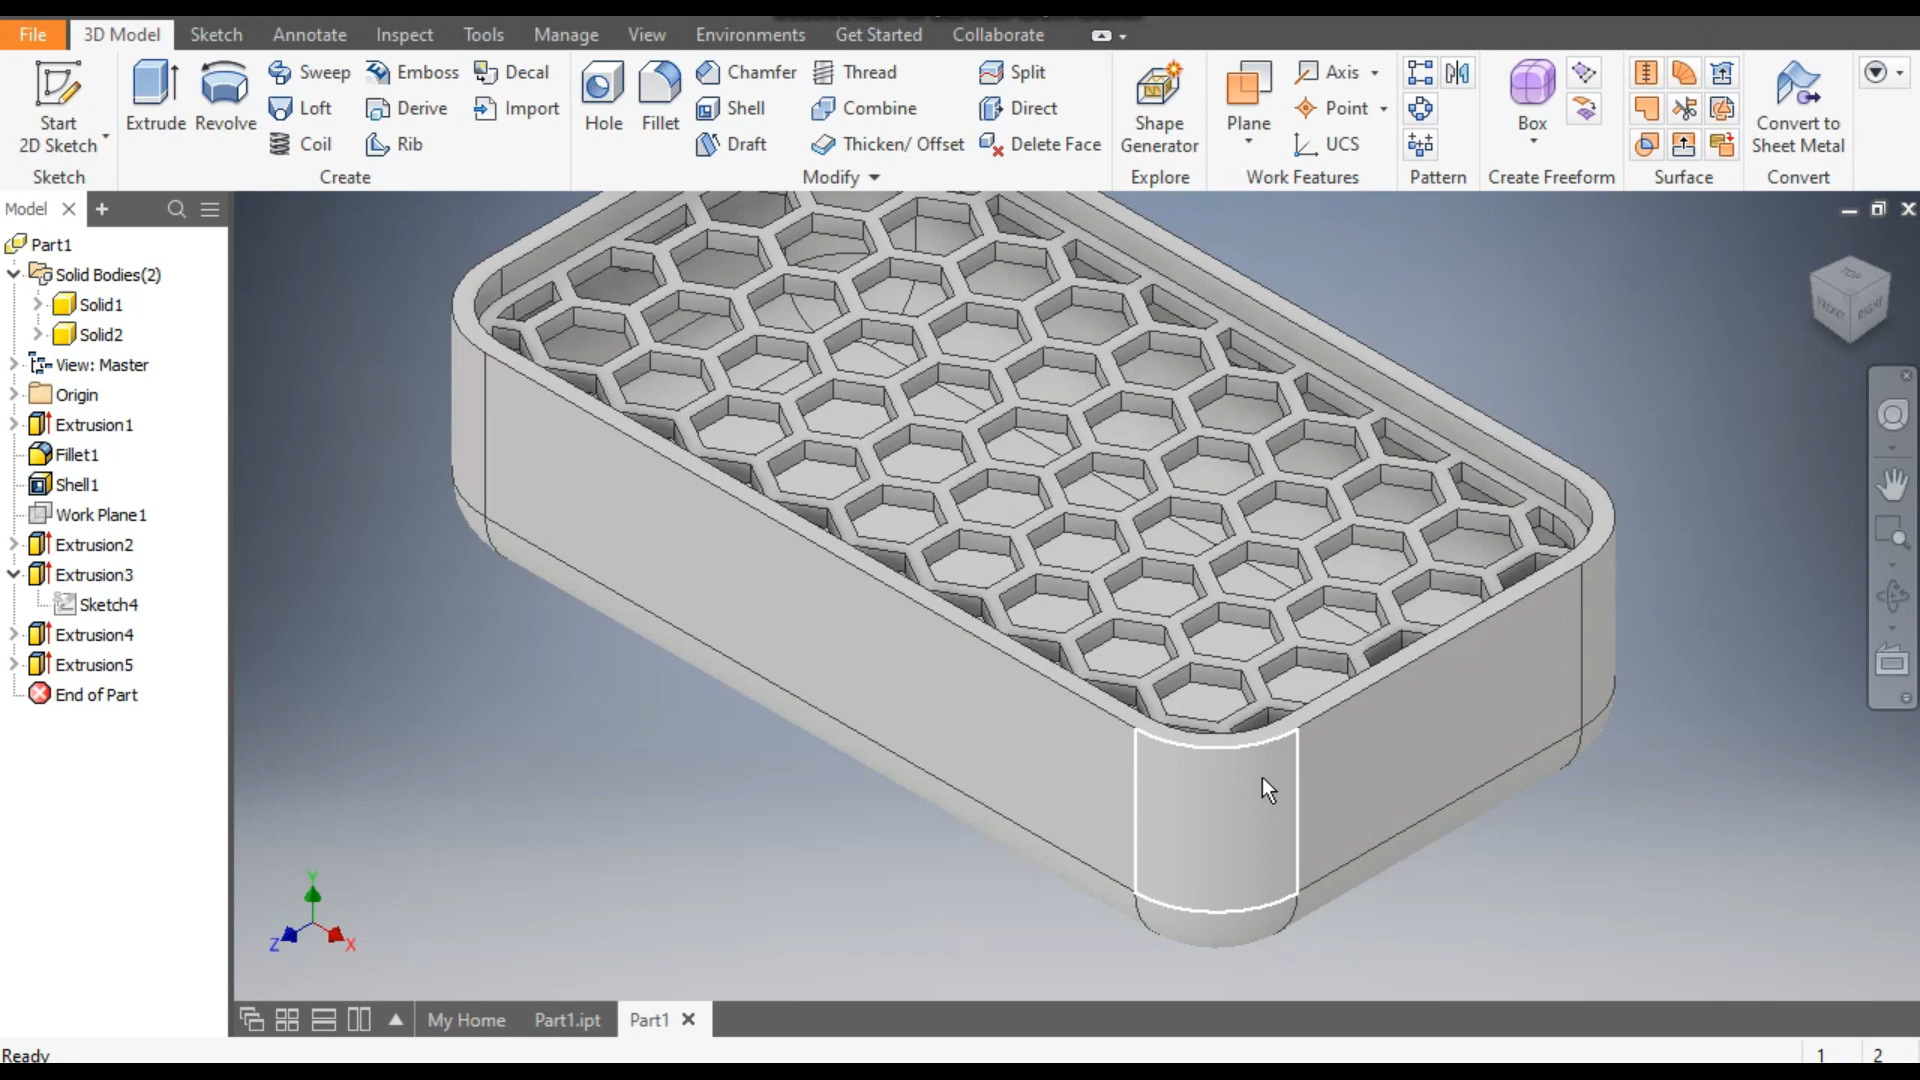 File 3D Model Sketch Annotate Inspect Tools Manage View Environments Get Started Collaborate
Start 2D Sketch
Sketch
Extrude
Revolve
Sweep
Loft
Coil
Emboss
Derive
Rib
Decal
Import
Create
Hole
Fillet
Chamfer
Shell
Draft
Thread
Combine
Thicken/ Offset
Split
Direct
Delete Face
Modify
Shape Generator
Explore
Plane
Axis
Point
UCS
Work Features
Pattern
Box
Create Freeform
Surface
Convert to Sheet Metal
Convert
Model
Part1
Solid Bodies(2)
Solid1
Solid2
View: Master
Origin
Extrusion1
Fillet1
Shell1
Work Plane1
Extrusion2
Extrusion3
Sketch4
Extrusion4
Extrusion5
End of Part
TOP
FRONT
RIGHT
Y
Z
X
My Home Part1.ipt Part1
Ready 1 2